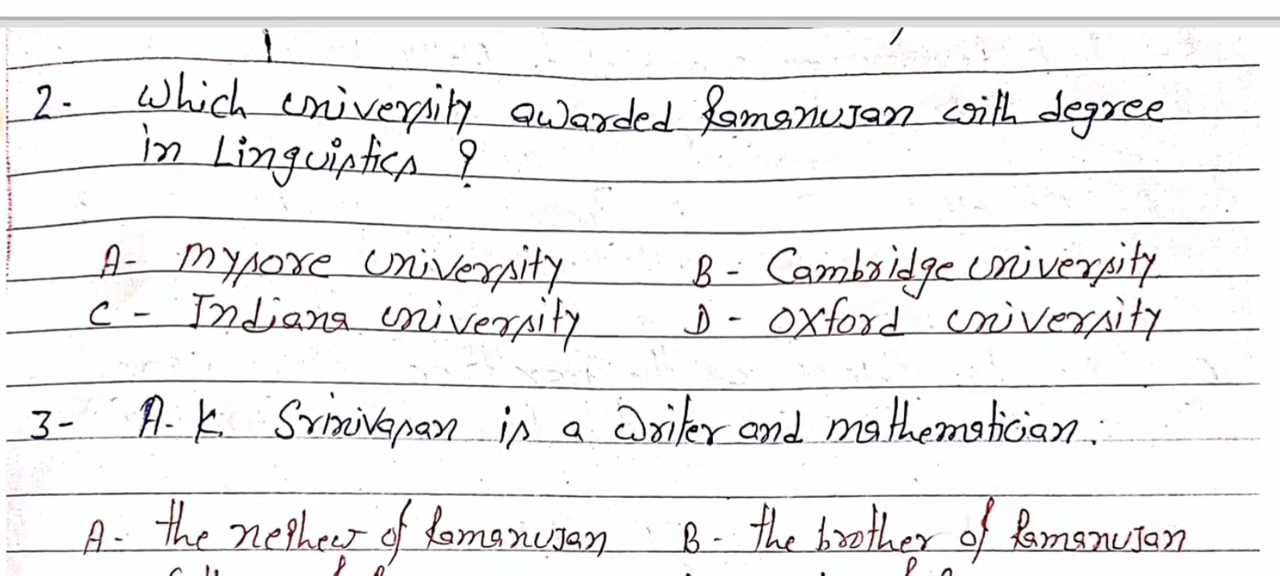 2- Which university awarded Ramanujan with degree
in Linguistics ?
A- Mysore University B- Cambridge University
C- Indiana University D- Oxford University
3- A.K. Srinivasan is a writer and mathematician.
A- the nephew of Ramanujan B- the brother of Ramanujan